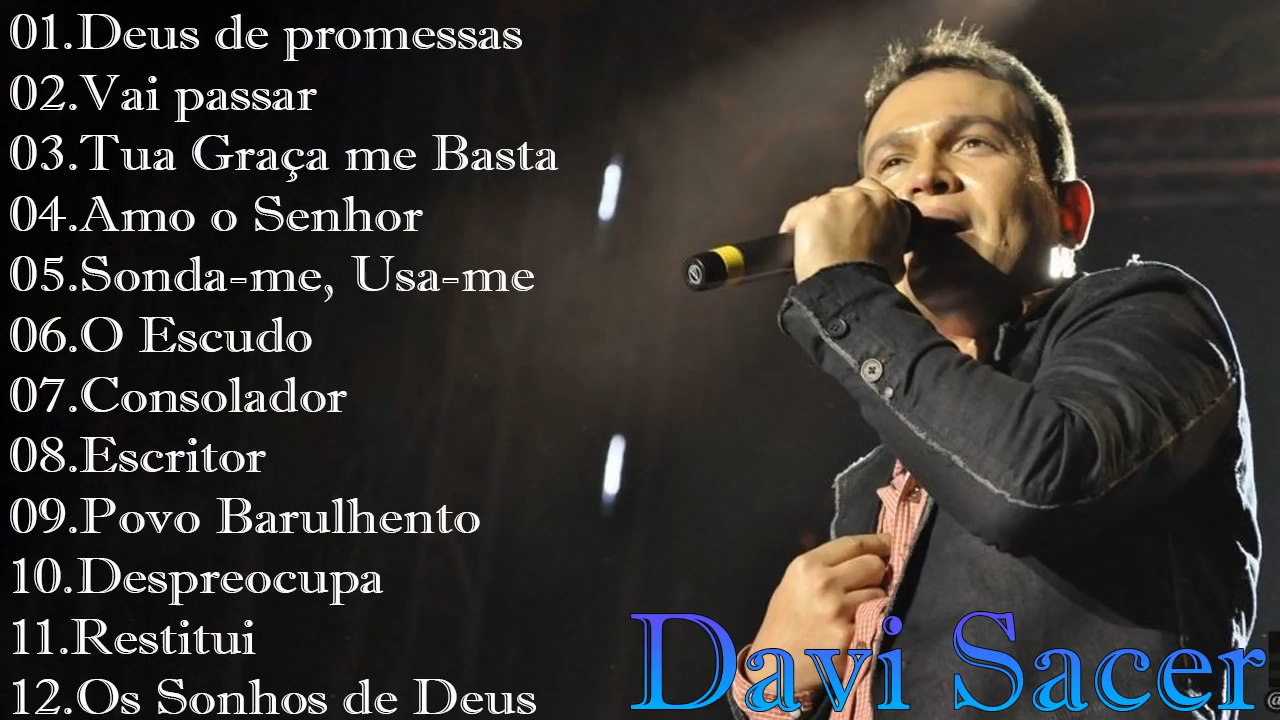 01.Deus de promessas
02.Vai passar
03.Tua Graça me Basta
04.Amo o Senhor
05.Sonda-me, Usa-me
06.O Escudo
07.Consolador
08.Escritor
09.Povo Barulhento
10.Despreocupa
11.Restitui
12.Os Sonhos de Deus
Davi Sacer